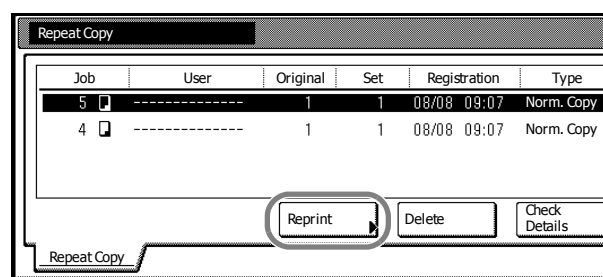 Repeat Copy
Job User Original Set Registration Type
5 -------------- 1 1 08/08 09:07 Norm. Copy
4 -------------- 1 1 08/08 09:07 Norm. Copy
Reprint Delete Check Details
Repeat Copy